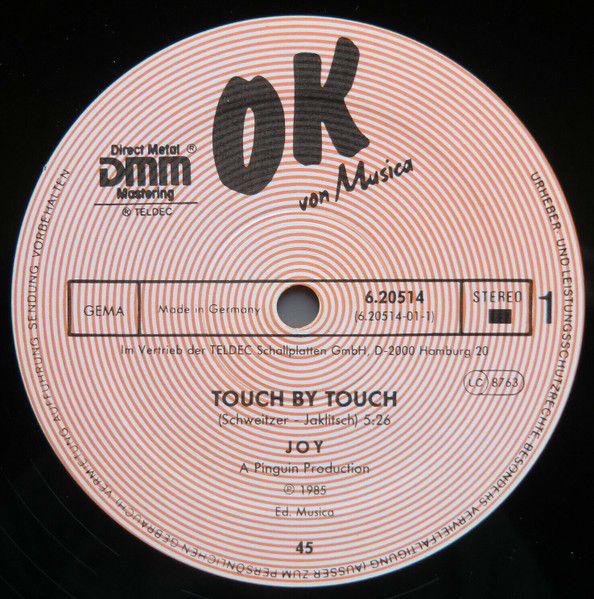 OK
von Musica
Direct Metal ®
DMM
Mastering
® TELDEC
GEMA
Made in Germany
6.20514
(6.20514-01-1)
STEREO
1
Im Vertrieb der TELDEC Schallplatten GmbH, D-2000 Hamburg 20
LC 8763
TOUCH BY TOUCH
(Schweitzer - Jaklitsch) 5:26
JOY
A Pinguin Production
℗ 1985
Ed. Musica
45
URHEBER- UND LEISTUNGSSCHUTZRECHTE, BESONDERS VERVIELFÄLTIGUNG (AUSSER ZUM PERSÖNLICHEN GEBRAUCH), VERMIETUNG, AUFFÜHRUNG, SENDUNG VORBEHALTEN